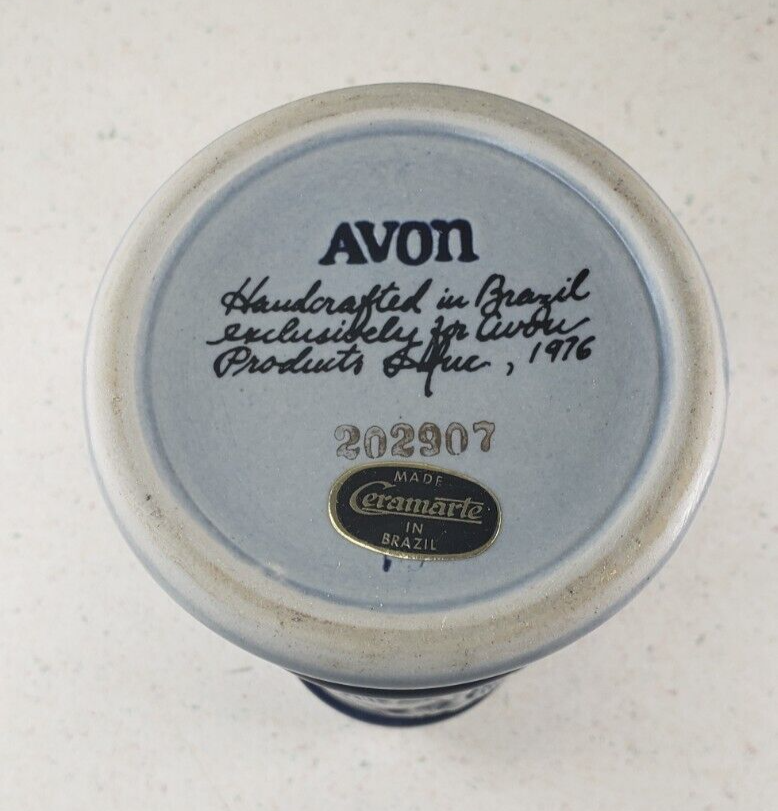 AVON
Handcrafted in Brazil
exclusively for Avon
Products Inc., 1976
202907
MADE
Ceramarte
IN
BRAZIL